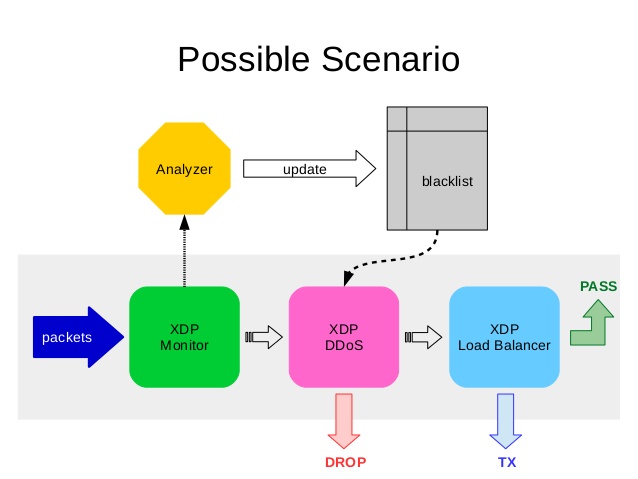 Possible Scenario
Analyzer
update
blacklist
PASS
packets
XDP
Monitor
XDP
DDoS
XDP
Load Balancer
DROP
TX